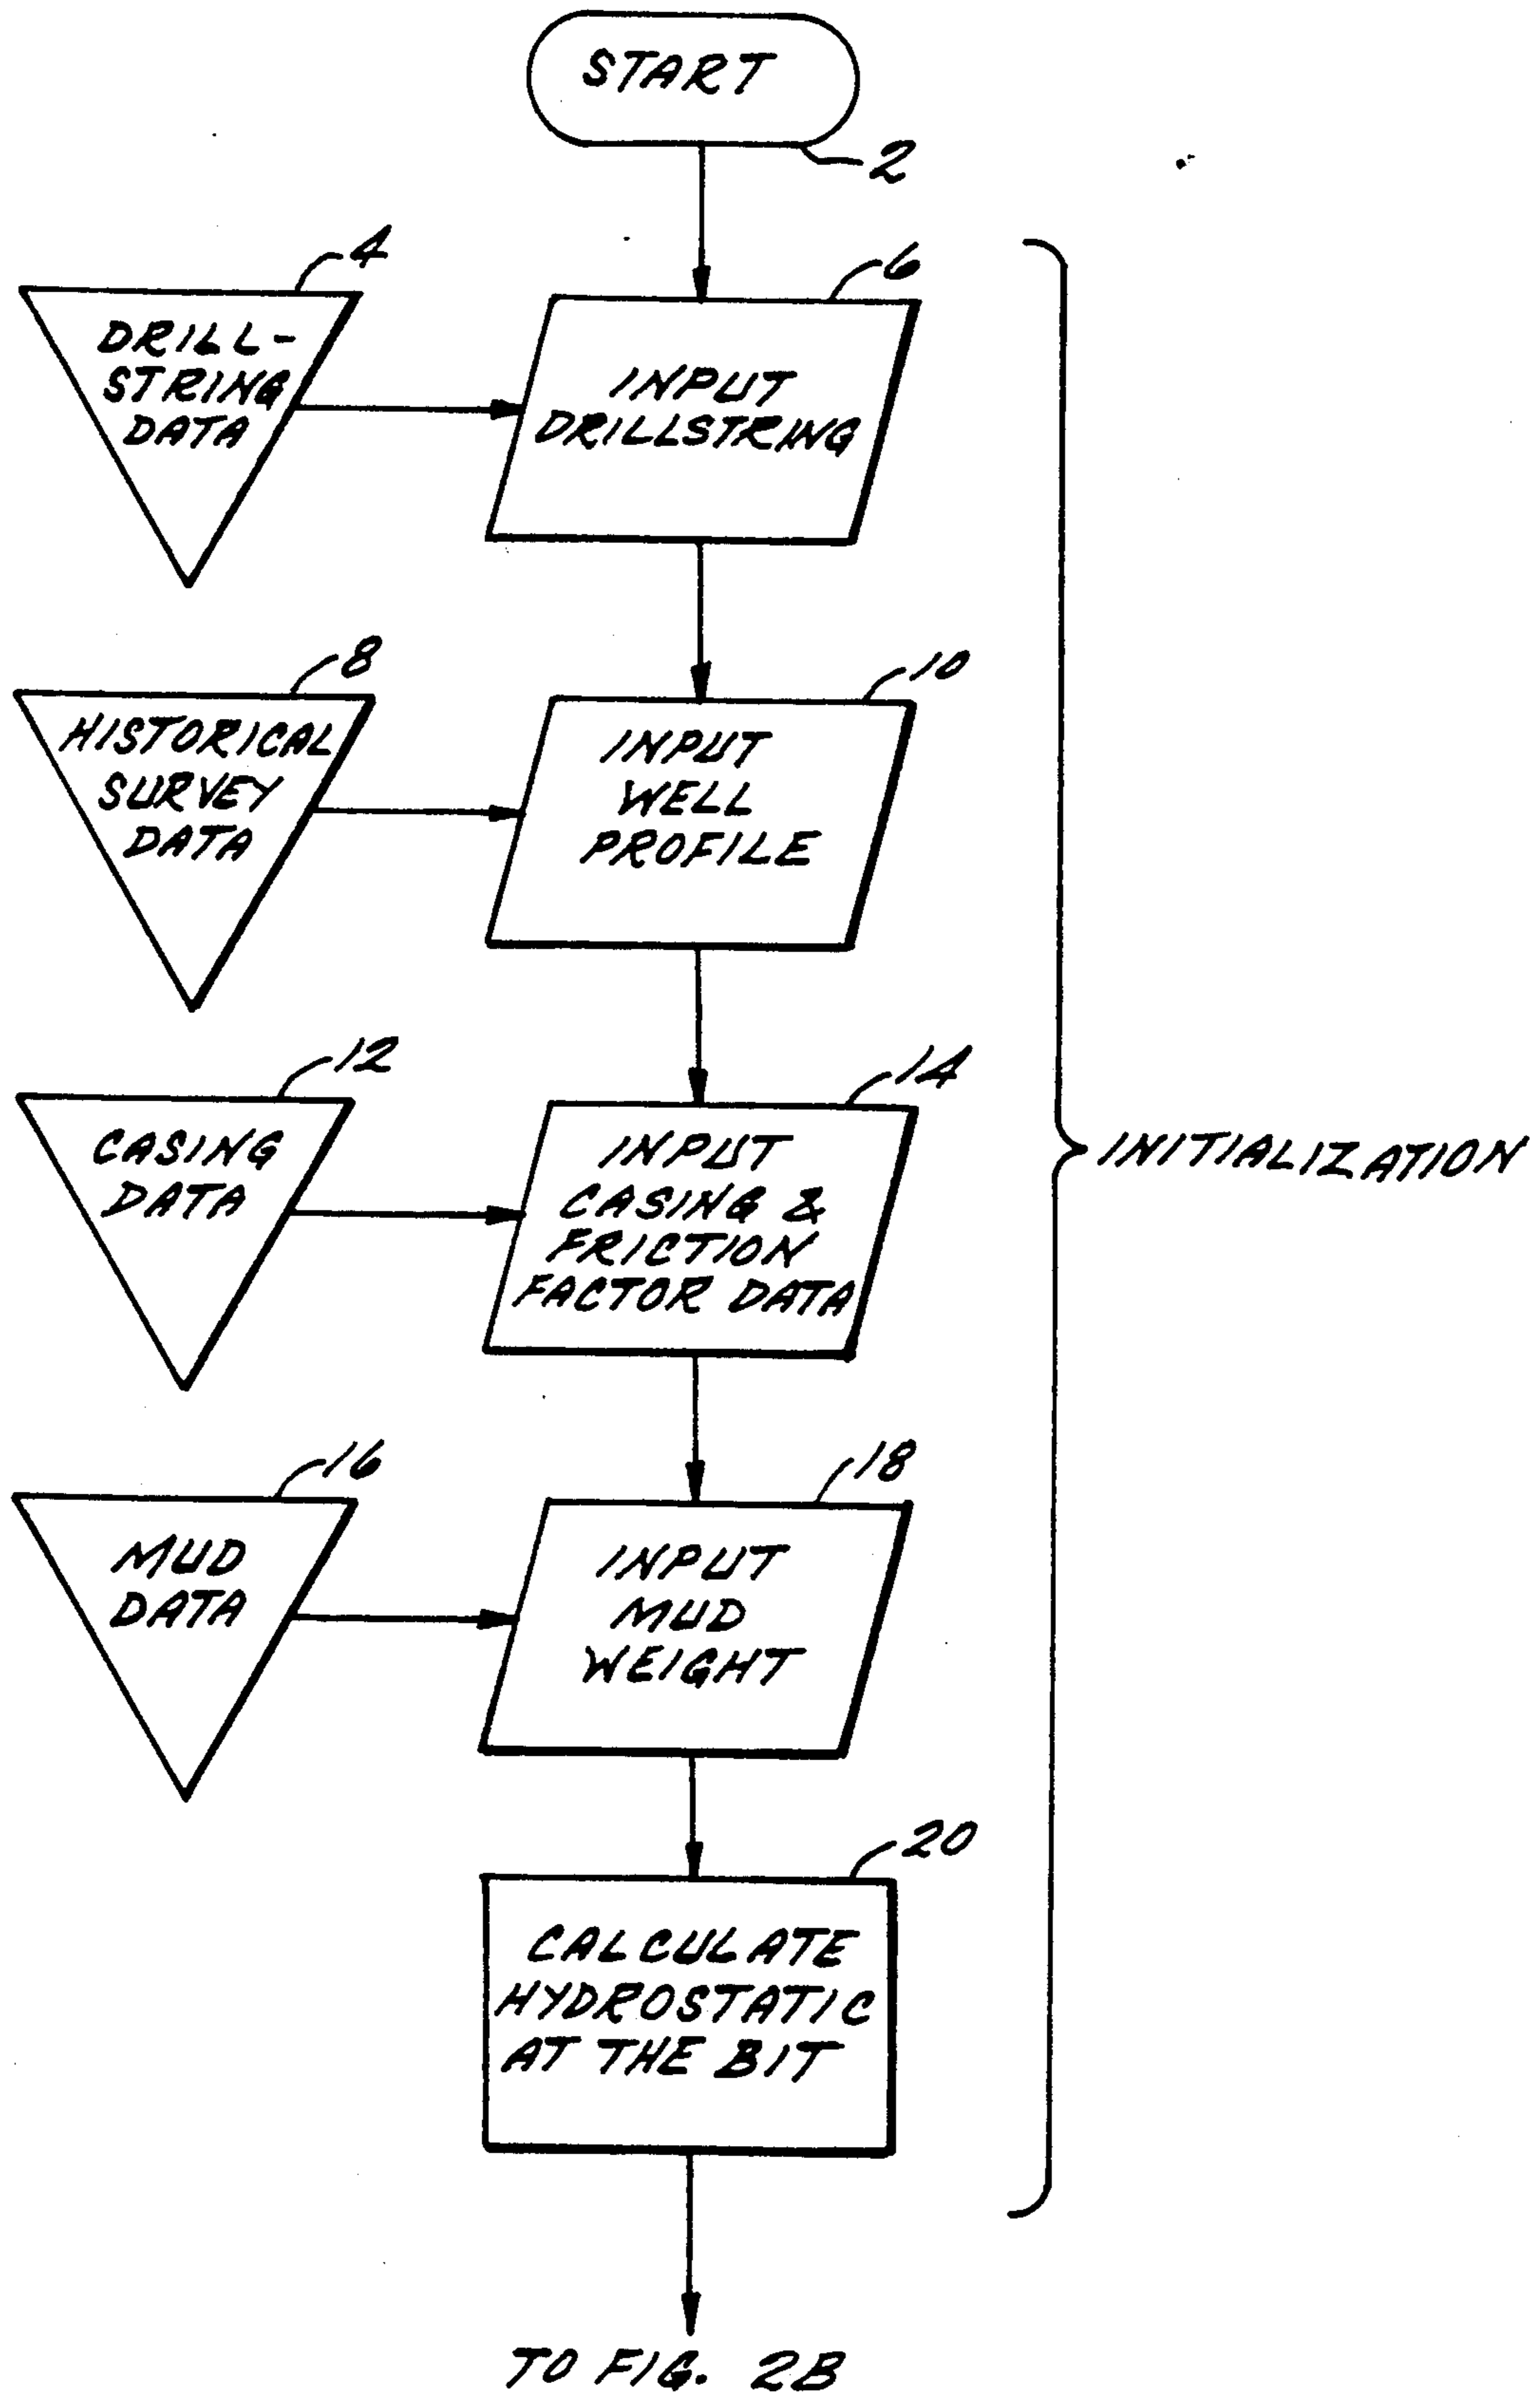 START
2
4
6
DRILL-
STRING
DATA
INPUT
DRILLSTRING
8
10
HISTORICAL
SURVEY
DATA
INPUT
WELL
PROFILE
12
14
CASING
DATA
INPUT
CASING &
FRICTION
FACTOR DATA
INITIALIZATION
16
18
MUD
DATA
INPUT
MUD
WEIGHT
20
CALCULATE
HYDROSTATIC
AT THE BIT
TO FIG. 2B